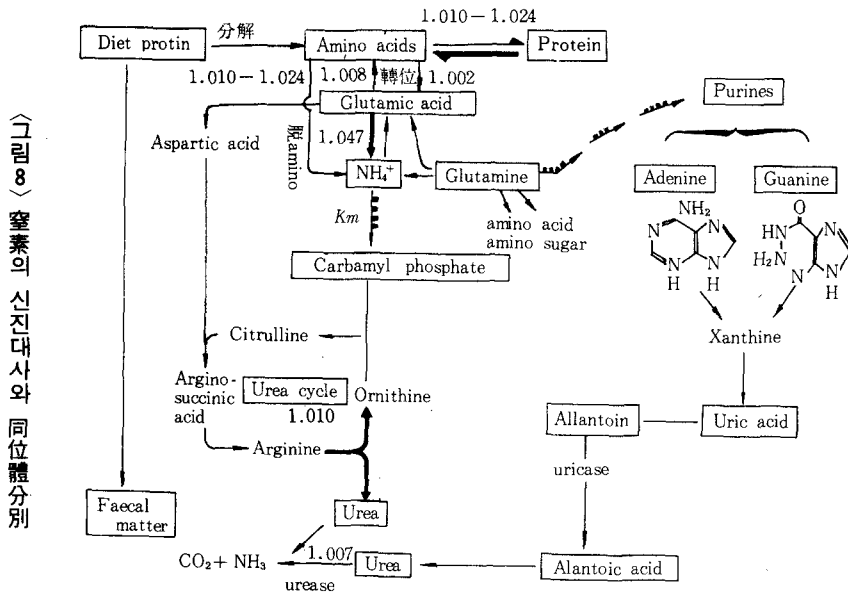 〈그림 8〉 窒素의 신진대사와 同位體分別
1.010－1.024
Diet protin
分解
Amino acids
Protein
1.010－1.024
1.008
轉位
1.002
Glutamic acid
Purines
Aspartic acid
1.047
脱amino
NH₄⁺
Glutamine
Adenine
Guanine
Km
amino acid
amino sugar
NH₂
N
N
N
N
H
H
O
HN
H₂N
N
N
N
H
Carbamyl phosphate
Citrulline
Xanthine
Argino-
succinic
acid
Urea cycle
Ornithine
1.010
Allantoin
Uric acid
Arginine
uricase
Faecal
matter
Urea
CO₂+ NH₃
1.007
urease
Urea
Alantoic acid